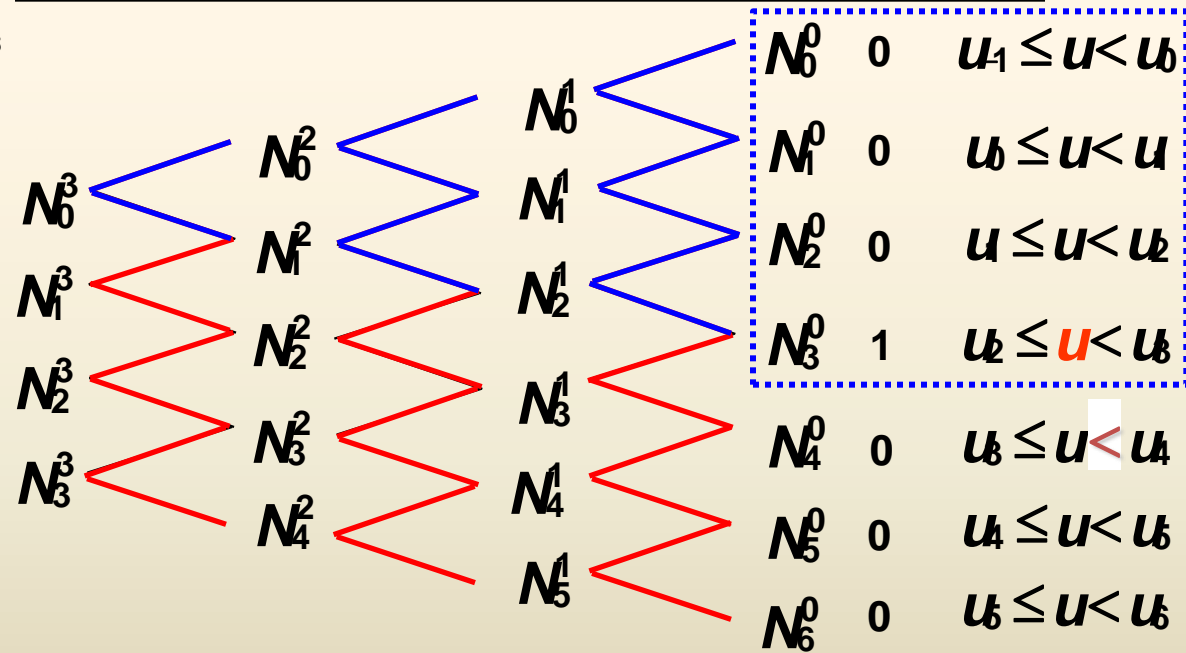 N_0^0 0 u_{-1} ≤ u < u_0
N_0^1
N_0^2 N_1^0 0 u_0 ≤ u < u_1
N_0^3 N_1^1
N_1^2 N_2^0 0 u_1 ≤ u < u_2
N_1^3 N_2^1
N_2^2 N_3^0 1 u_2 ≤ u < u_3
N_2^3 N_3^1
N_3^2 N_4^0 0 u_3 ≤ u < u_4
N_3^3 N_4^1
N_4^2 N_5^0 0 u_4 ≤ u < u_5
N_5^1
N_6^0 0 u_5 ≤ u < u_6